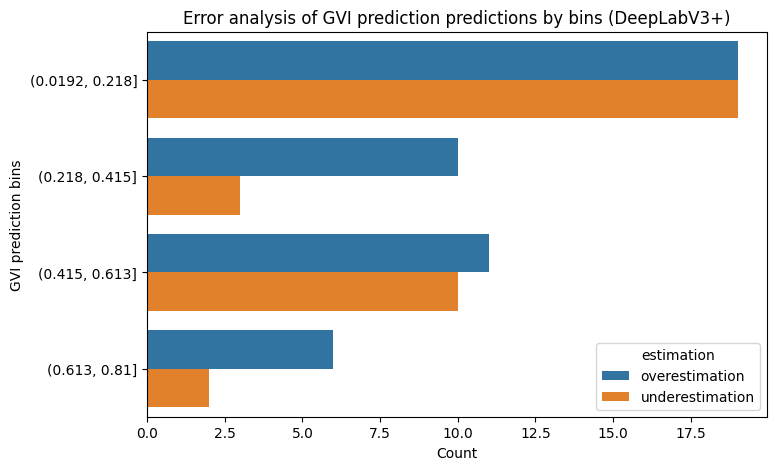 Error analysis of GVI prediction predictions by bins (DeepLabV3+)
GVI prediction bins
(0.0192, 0.218]
(0.218, 0.415]
(0.415, 0.613]
(0.613, 0.81]
estimation
overestimation
underestimation
0.0 2.5 5.0 7.5 10.0 12.5 15.0 17.5
Count